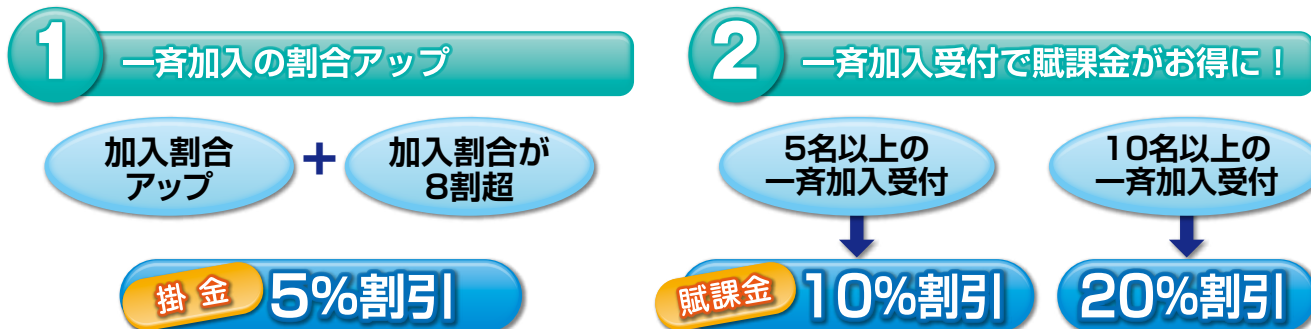 1 一斉加入の割合アップ
加入割合
アップ
+
加入割合が
8割超
掛金 5%割引
2 一斉加入受付で賦課金がお得に！
5名以上の
一斉加入受付
10名以上の
一斉加入受付
賦課金 10%割引
20%割引